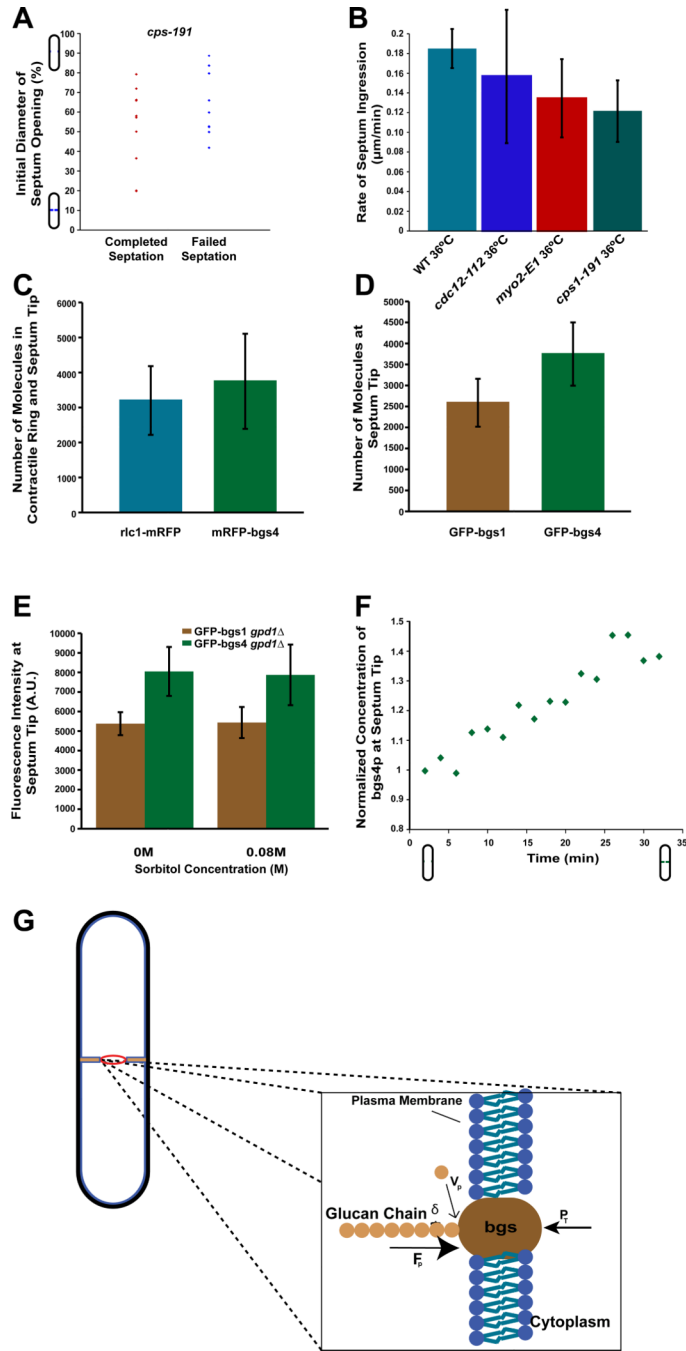 A
cps-191
Initial Diameter of
Septum Opening (%)
100
90
80
70
60
50
40
30
20
10
0
Completed
Septation
Failed
Septation
B
Rate of Septum Ingression
(µm/min)
0.2
0.18
0.16
0.14
0.12
0.1
0.08
0.06
0.04
0.02
0
WT 36ºC
cdc12-112 36ºC
myo2-E1 36ºC
cps1-191 36ºC
C
Number of Molecules in
Contractile Ring and Septum Tip
6000
5000
4000
3000
2000
1000
0
rlc1-mRFP
mRFP-bgs4
D
Number of Molecules at
Septum Tip
5000
4500
4000
3500
3000
2500
2000
1500
1000
500
0
GFP-bgs1
GFP-bgs4
E
GFP-bgs1 gpd1Δ
GFP-bgs4 gpd1Δ
Fluorescence Intensity at
Septum Tip (A.U.)
10000
9000
8000
7000
6000
5000
4000
3000
2000
1000
0
0M
0.08M
Sorbitol Concentration (M)
F
Normalized Concentration of
bgs4p at Septum Tip
1.5
1.4
1.3
1.2
1.1
1
0.9
0.8
0
5
10
15
20
25
30
35
Time (min)
G
Plasma Membrane
Vp
Glucan Chain
δ
bgs
PT
Fp
Cytoplasm